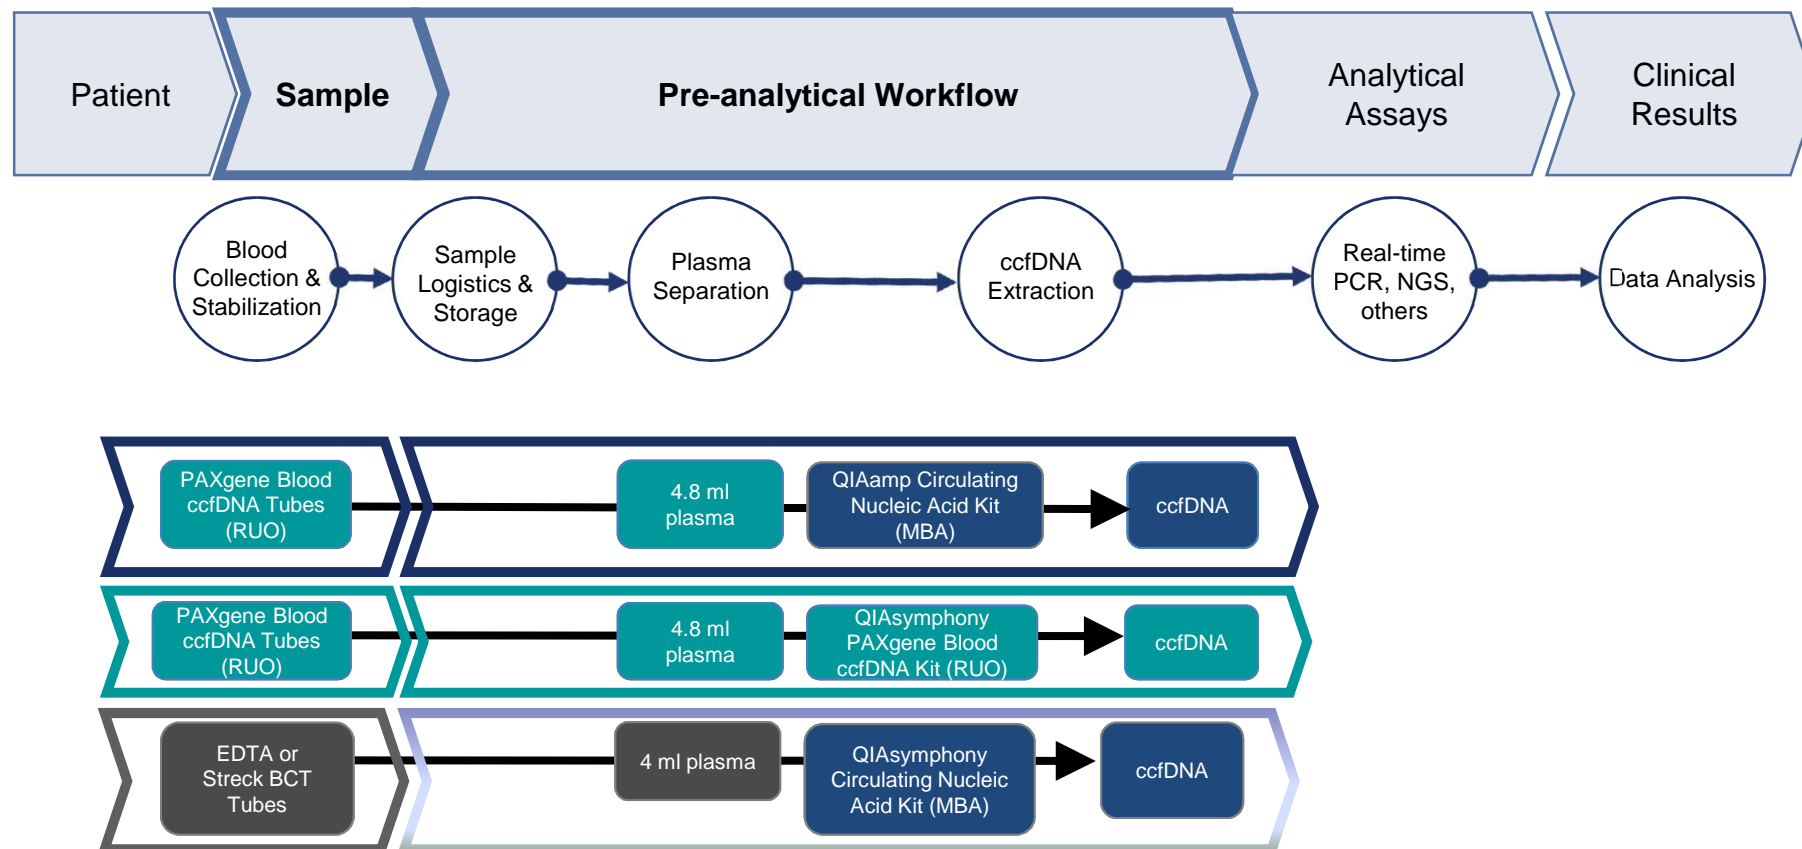 Patient
Sample
Pre-analytical Workflow
Analytical
Assays
Clinical
Results
Blood
Collection &
Stabilization
Sample
Logistics &
Storage
Plasma
Separation
ccfDNA
Extraction
Real-time
PCR, NGS,
others
Data Analysis
PAXgene Blood
ccfDNA Tubes
(RUO)
4.8 ml
plasma
QIAamp Circulating
Nucleic Acid Kit
(MBA)
ccfDNA
PAXgene Blood
ccfDNA Tubes
(RUO)
4.8 ml
plasma
QIAsymphony
PAXgene Blood
ccfDNA Kit (RUO)
ccfDNA
EDTA or
Streck BCT
Tubes
4 ml plasma
QIAsymphony
Circulating Nucleic
Acid Kit (MBA)
ccfDNA